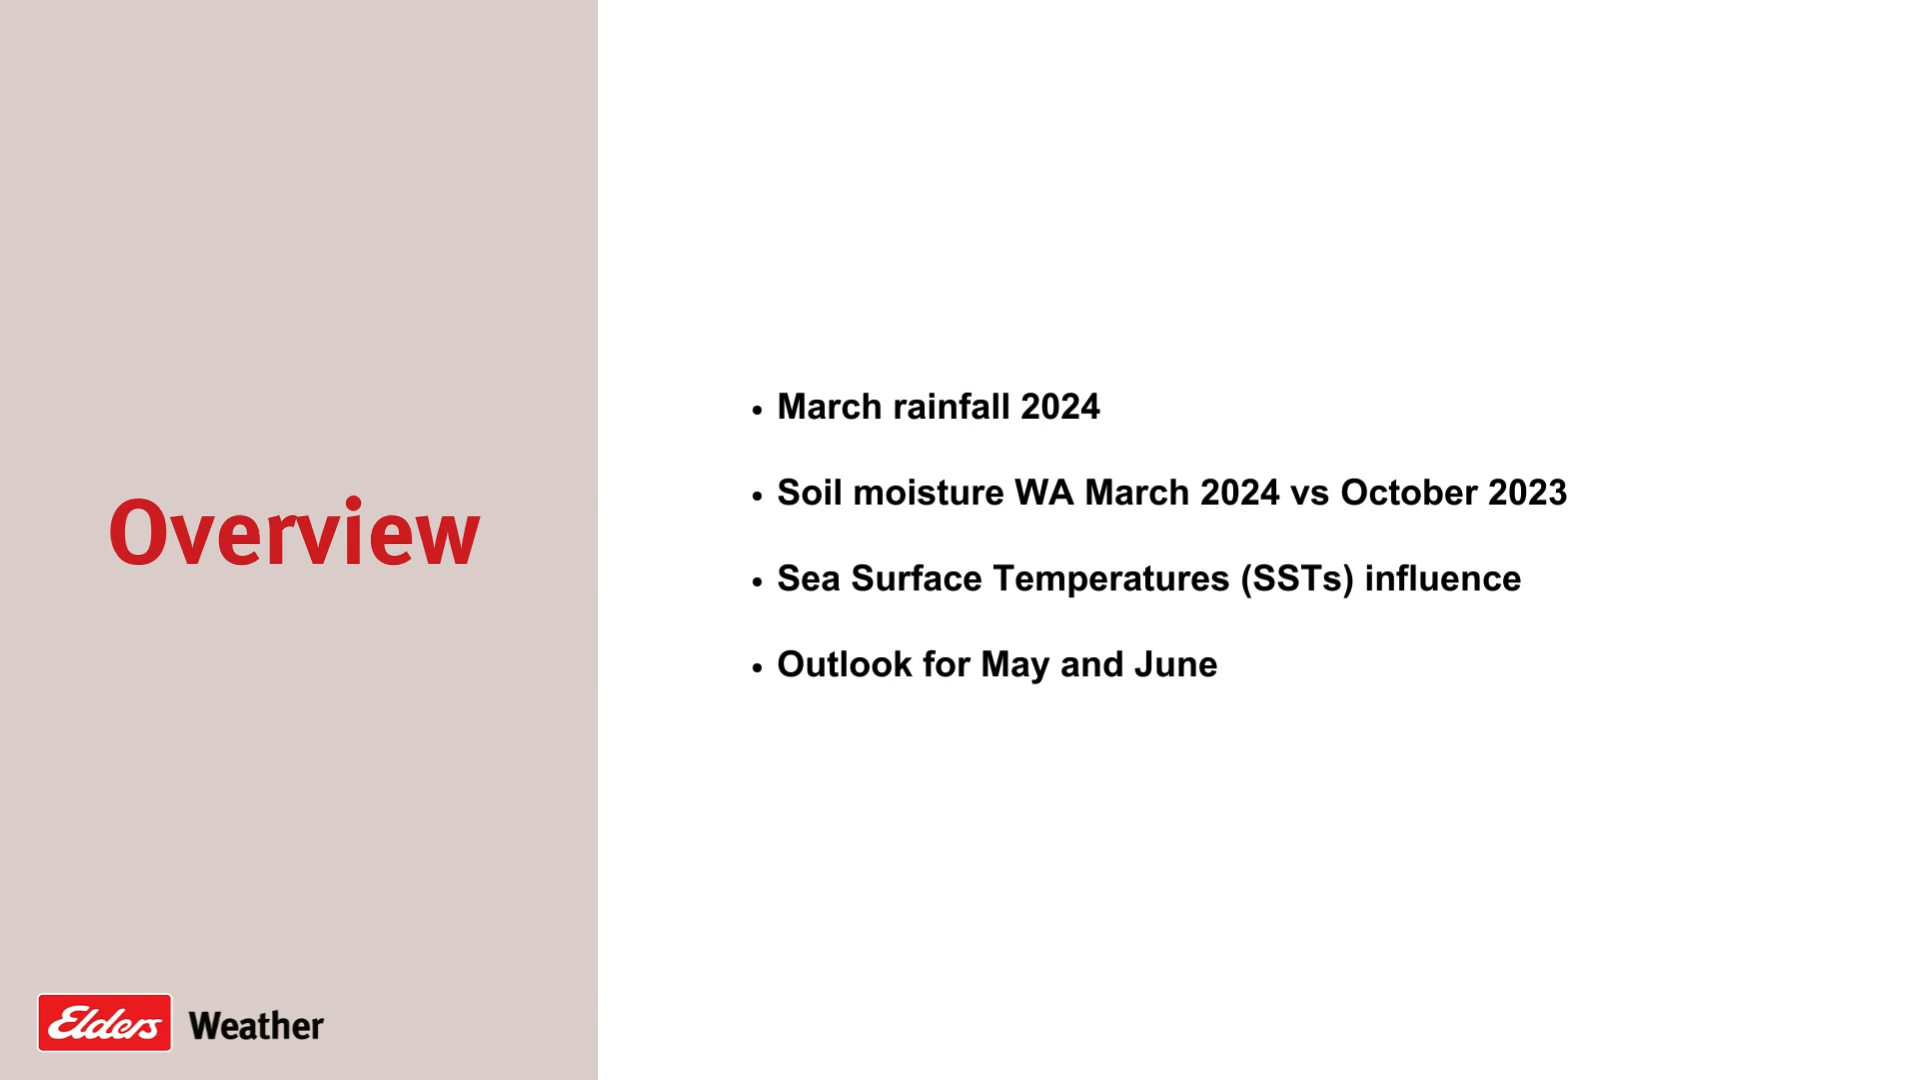 Overview
• March rainfall 2024
• Soil moisture WA March 2024 vs October 2023
• Sea Surface Temperatures (SSTs) influence
• Outlook for May and June
Elders Weather